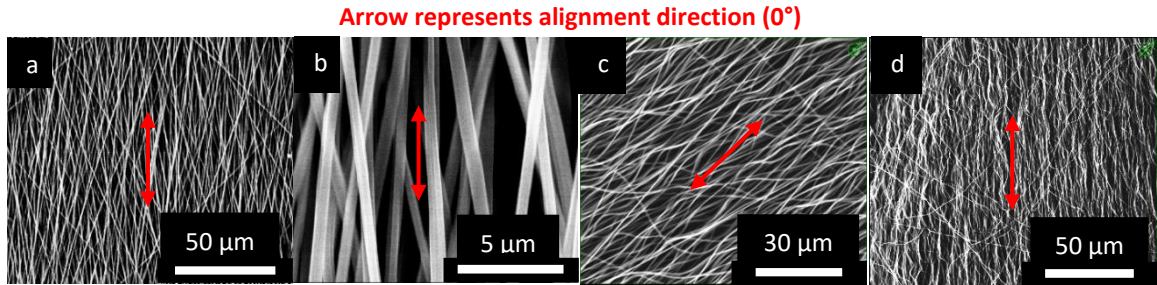 Arrow represents alignment direction (0°)
a
b
c
d
50 µm
5 µm
30 µm
50 µm